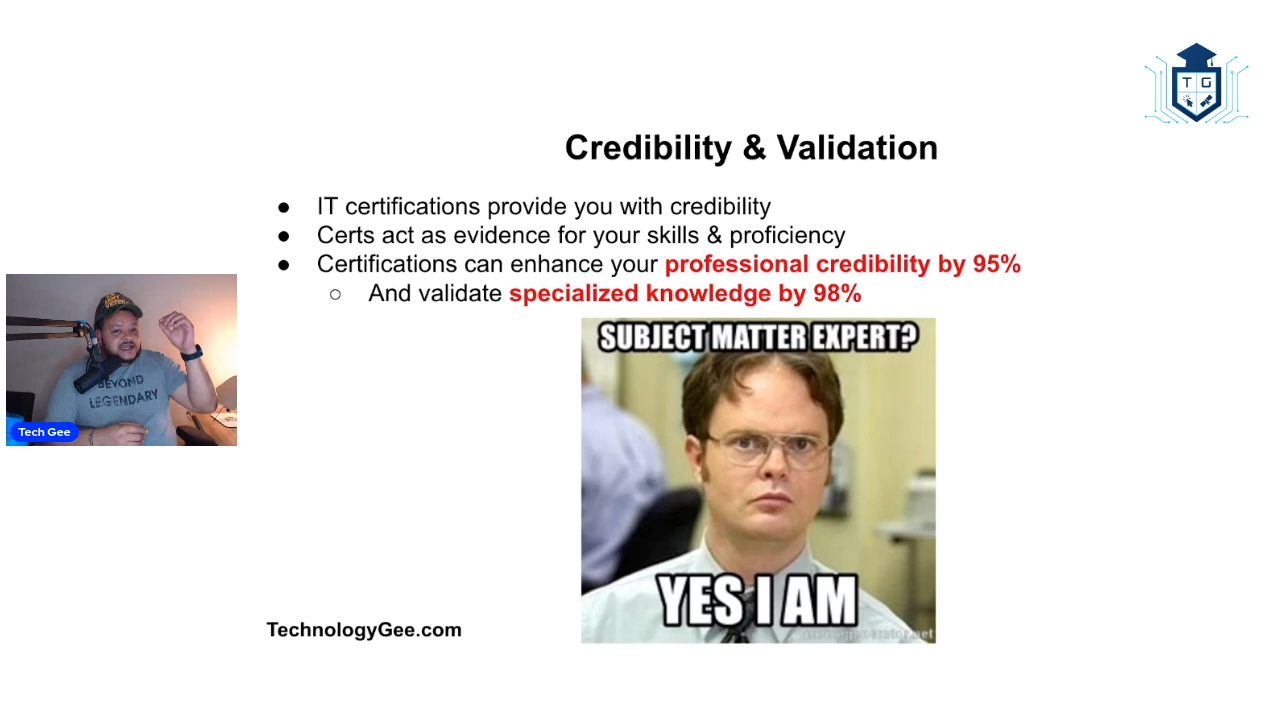 T G
Credibility & Validation
● IT certifications provide you with credibility
● Certs act as evidence for your skills & proficiency
● Certifications can enhance your professional credibility by 95%
○ And validate specialized knowledge by 98%
BEYOND
LEGENDARY
Tech Gee
SUBJECT MATTER EXPERT?
YES I AM
TechnologyGee.com